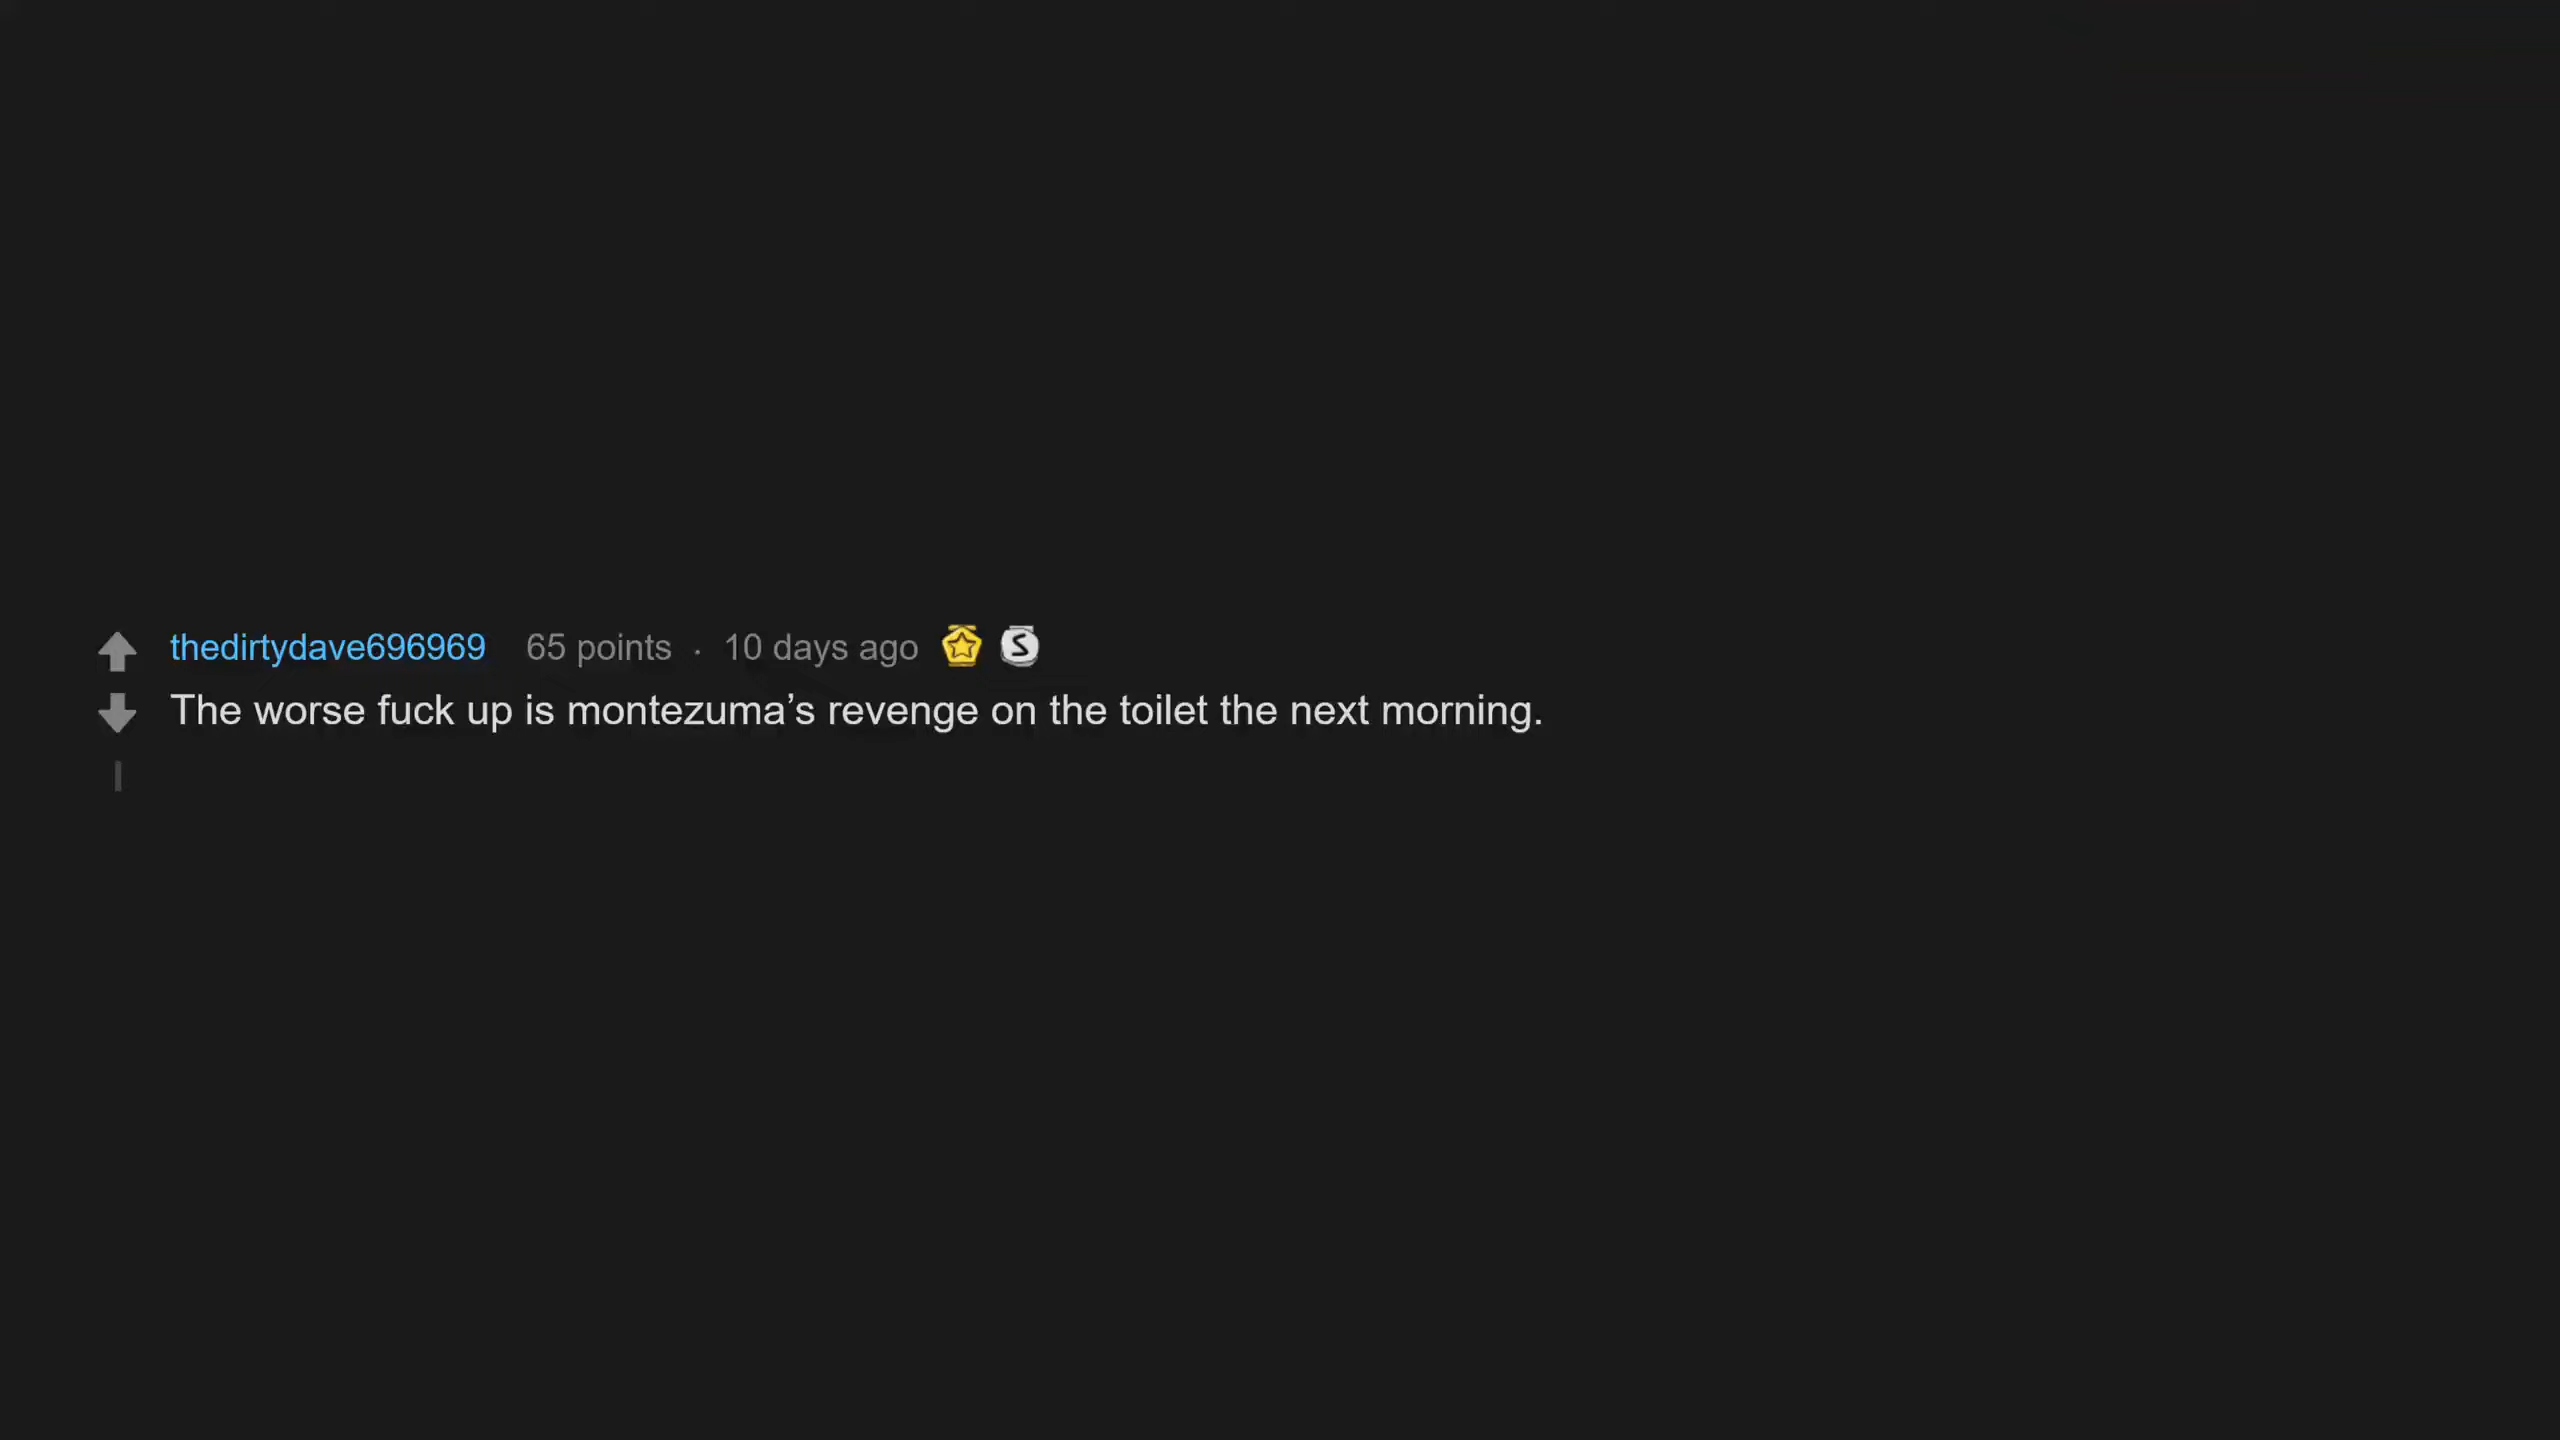 thedirtydave696969 65 points · 10 days ago S
The worse fuck up is montezuma’s revenge on the toilet the next morning.